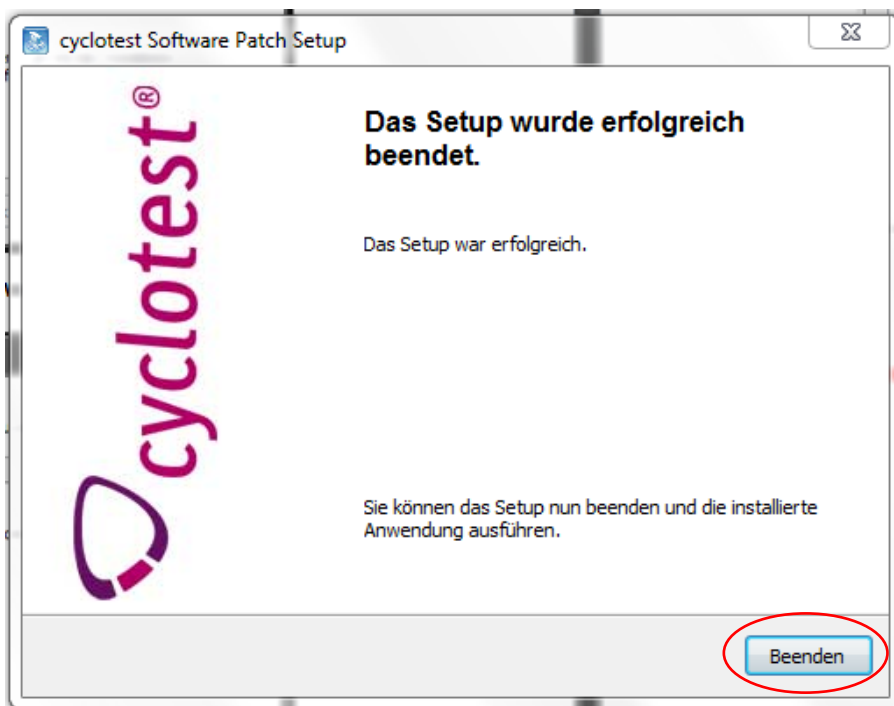 cyclotest Software Patch Setup
cyclotest®
Das Setup wurde erfolgreich
beendet.
Das Setup war erfolgreich.
Sie können das Setup nun beenden und die installierte
Anwendung ausführen.
Beenden